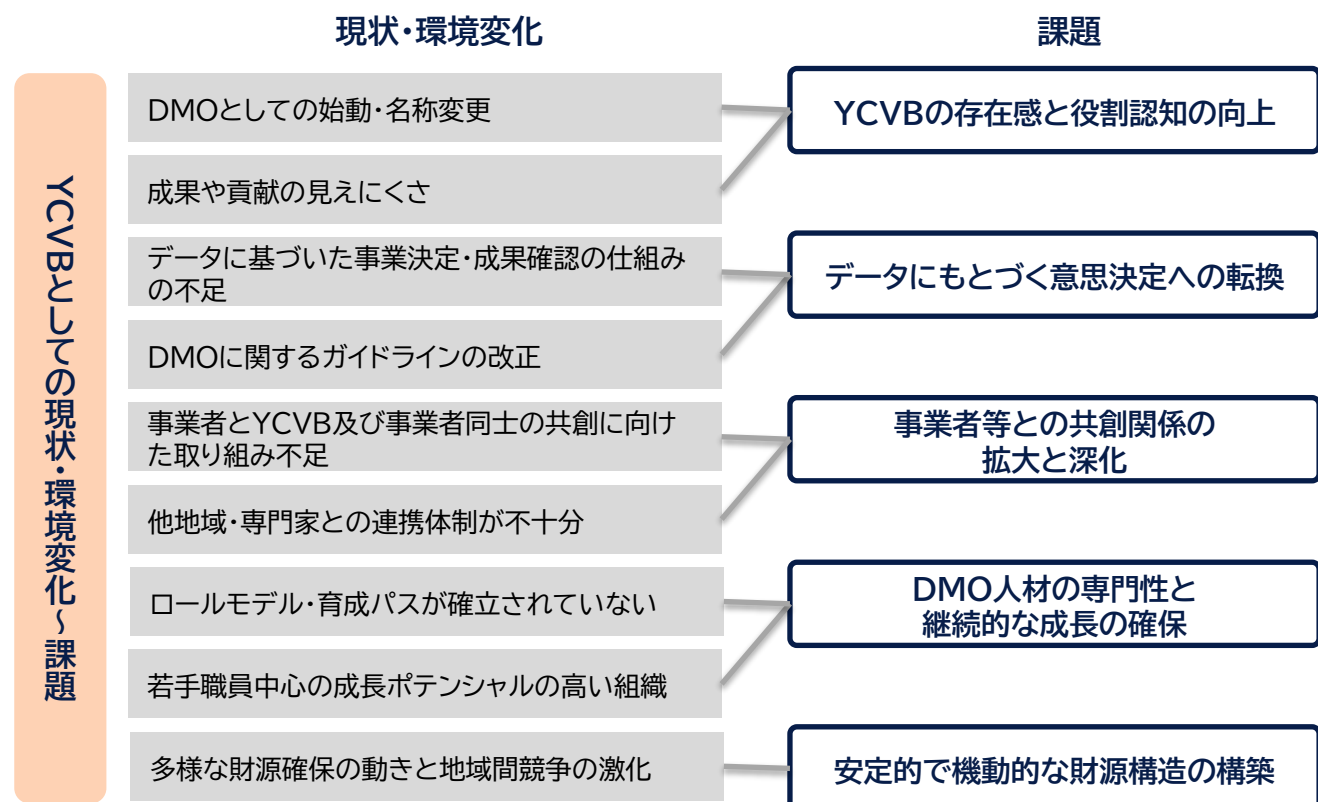 現状・環境変化
課題
YCVBとしての現状・環境変化～課題
DMOとしての始動・名称変更
成果や貢献の見えにくさ
YCVBの存在感と役割認知の向上
データに基づいた事業決定・成果確認の仕組み
の不足
DMOに関するガイドラインの改正
データにもとづく意思決定への転換
事業者とYCVB及び事業者同士の共創に向け
た取り組み不足
他地域・専門家との連携体制が不十分
事業者等との共創関係の
拡大と深化
ロールモデル・育成パスが確立されていない
若手職員中心の成長ポテンシャルの高い組織
DMO人材の専門性と
継続的な成長の確保
多様な財源確保の動きと地域間競争の激化
安定的で機動的な財源構造の構築